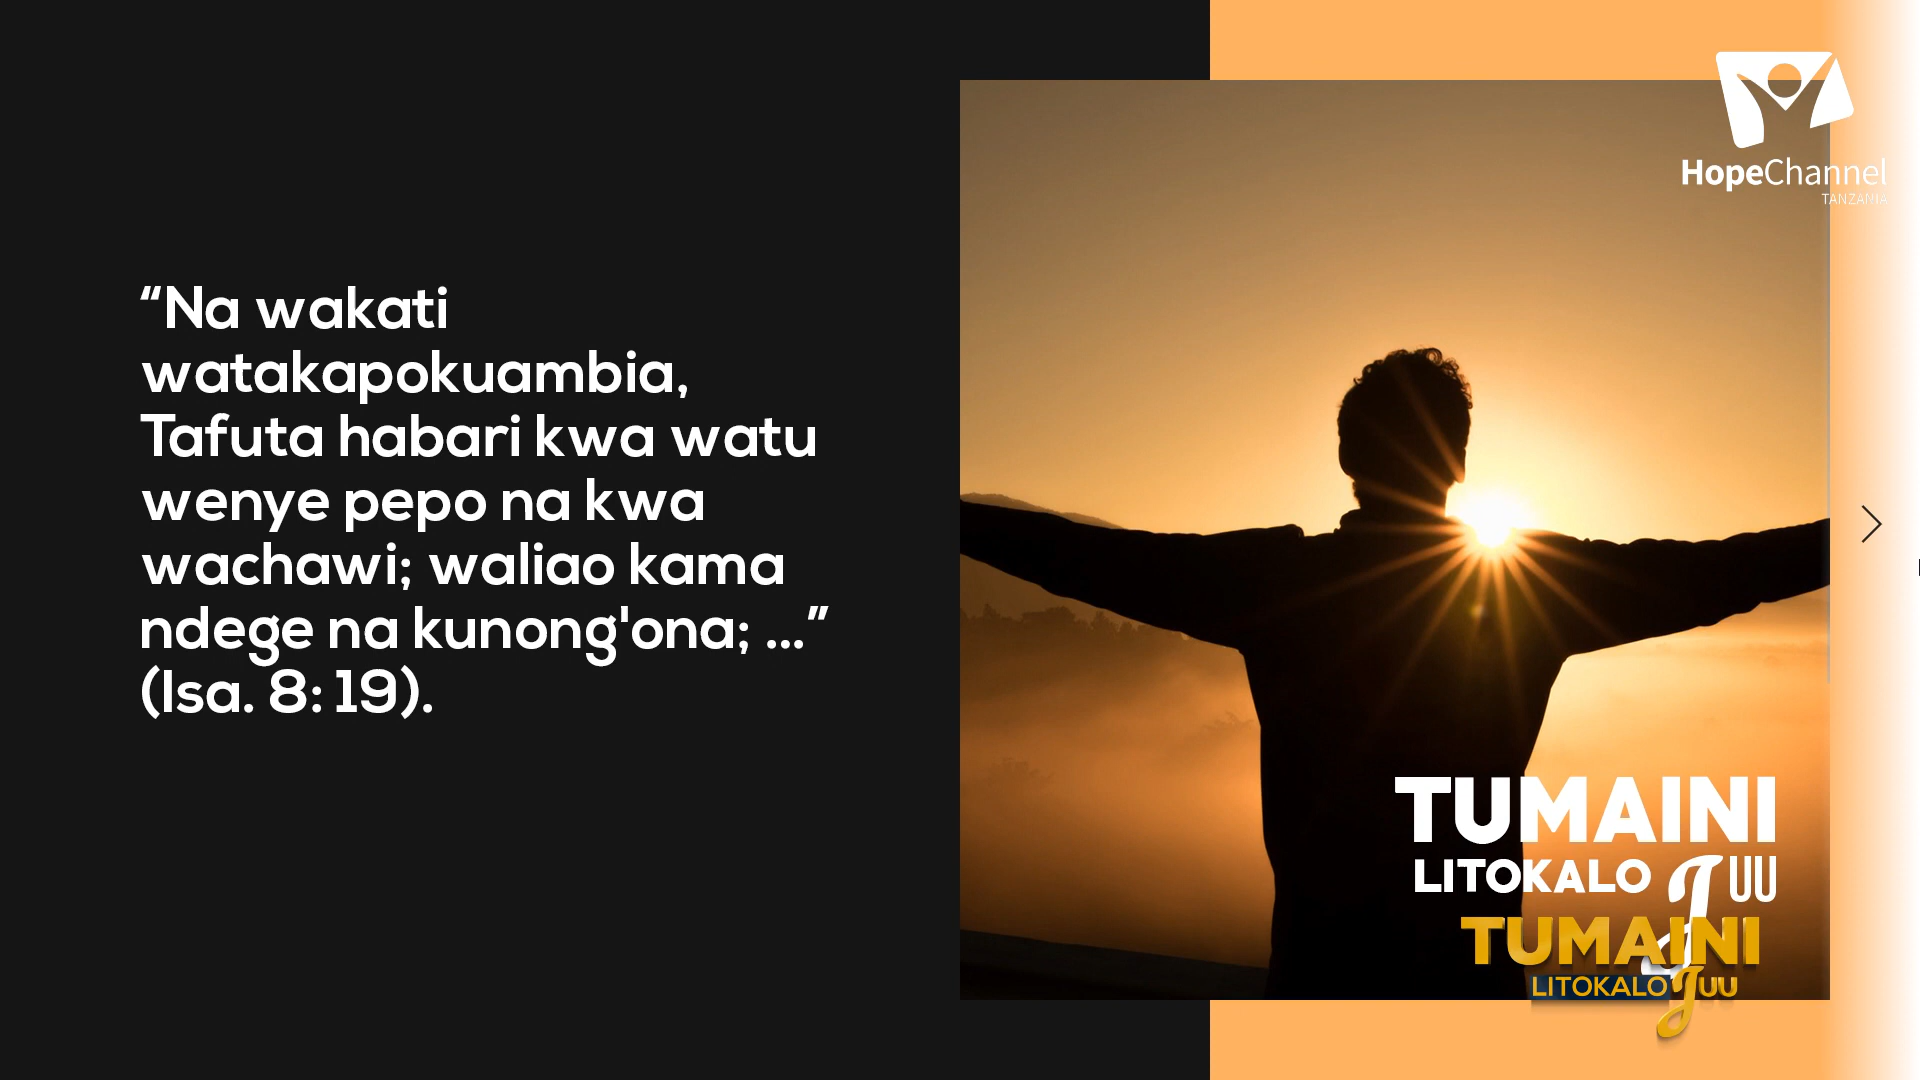 “Na wakati
watakapokuambia,
Tafuta habari kwa watu
wenye pepo na kwa
wachawi; waliao kama
ndege na kunong'ona; ...”
(Isa. 8: 19).
HopeChannel
TANZANIA
TUMAINI
LITOKALO JUU
TUMAINI
LITOKALO JUU